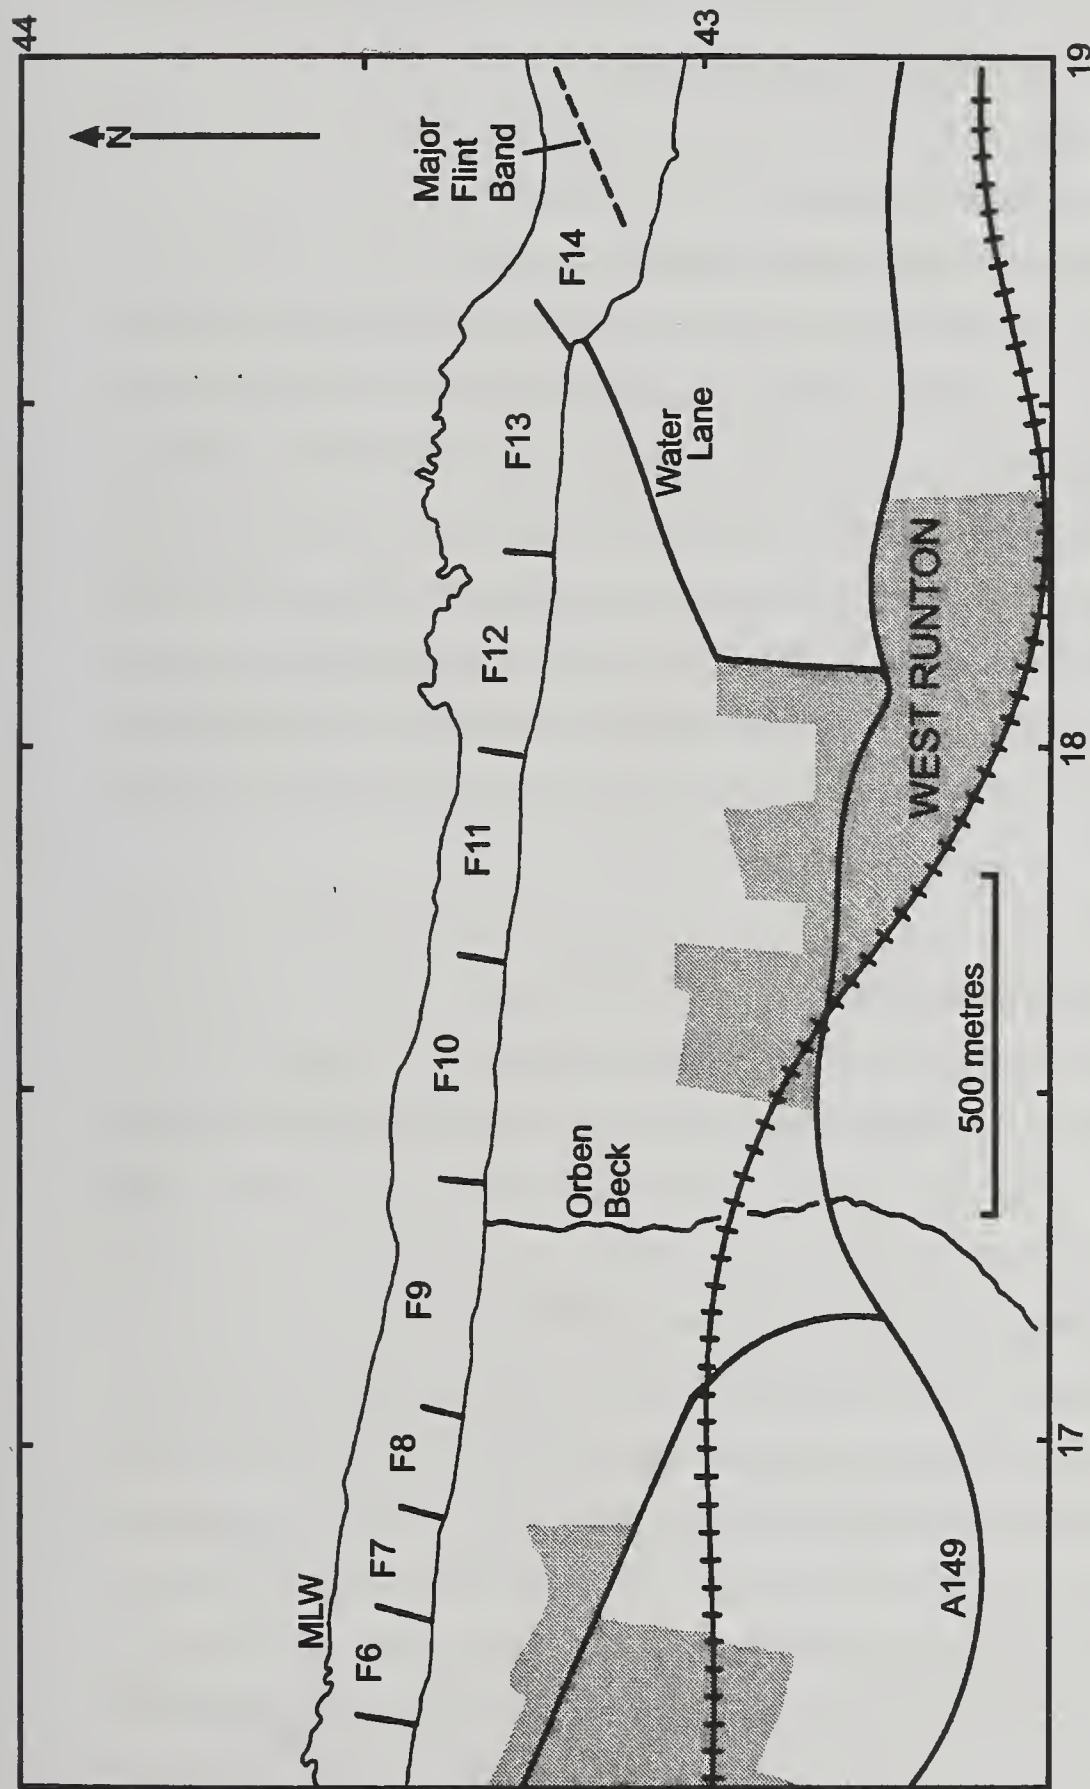 44
N
MLW
F6
F7
F8
F9
F10
F11
F12
F13
F14
Major
Flint
Band
43
Orben
Beck
Water
Lane
WEST RUNTON
A149
500 metres
17
18
19